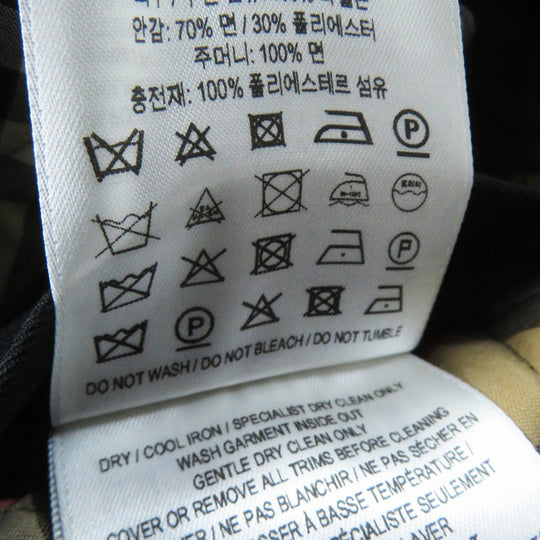 안감: 70% 면 / 30% 폴리에스터
주머니: 100% 면
충전재: 100% 폴리에스테르 섬유
P
P
P
DO NOT WASH / DO NOT BLEACH / DO NOT TUMBLE
DRY / COOL IRON / SPECIALIST DRY CLEAN ONLY
WASH GARMENT INSIDE OUT
GENTLE DRY CLEAN ONLY
COVER OR REMOVE ALL TRIMS BEFORE CLEANING
/ NE PAS BLANCHIR / NE PAS SÉCHER EN
À BASSE TEMPÉRATURE /
SPÉCIALISTE SEULEMENT
LAVER